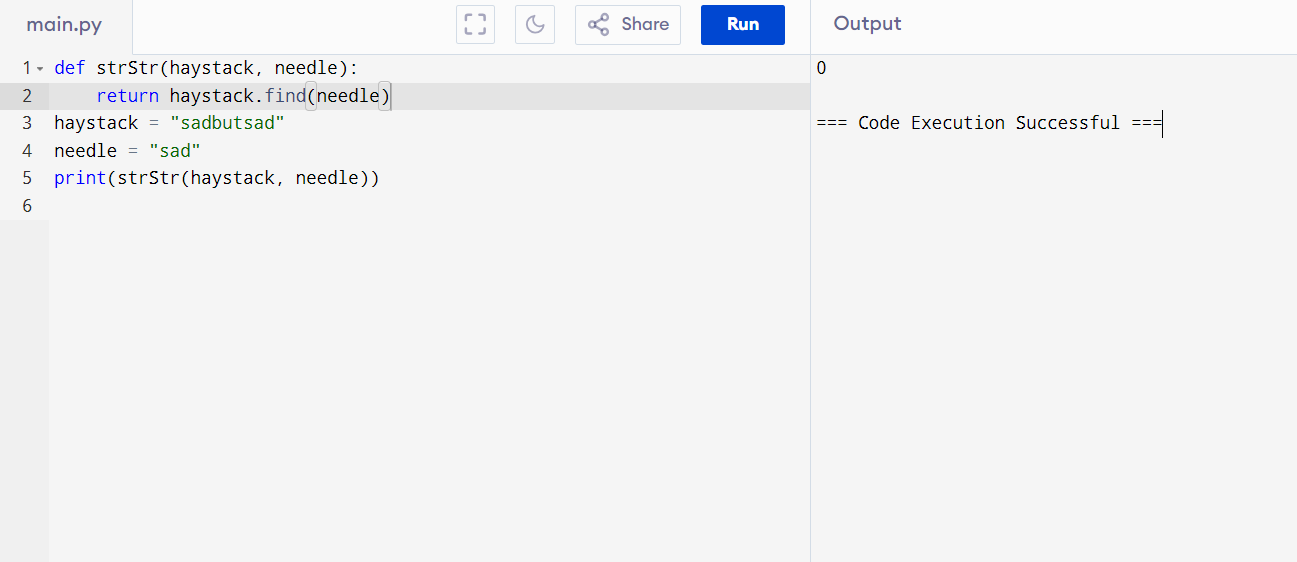 main.py
Share
Run
Output
1 def strStr(haystack, needle):
2     return haystack.find(needle)
3 haystack = "sadbutsad"
4 needle = "sad"
5 print(strStr(haystack, needle))
6
0
=== Code Execution Successful ===